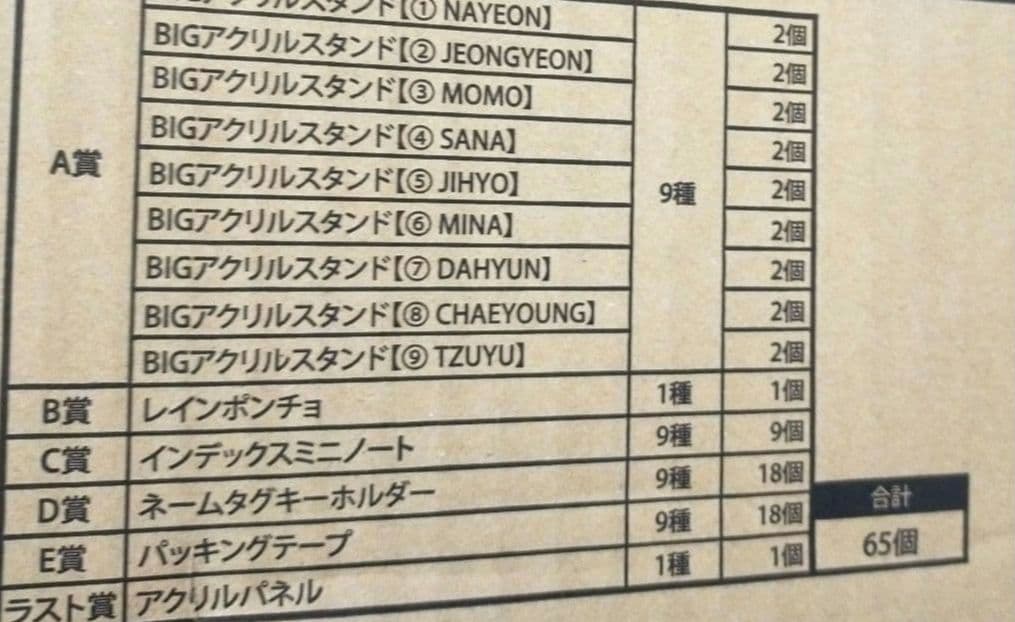 BIGアクリルスタンド【① NAYEON】 2個
BIGアクリルスタンド【② JEONGYEON】 2個
BIGアクリルスタンド【③ MOMO】 2個
BIGアクリルスタンド【④ SANA】 2個
A賞 BIGアクリルスタンド【⑤ JIHYO】 9種 2個
BIGアクリルスタンド【⑥ MINA】 2個
BIGアクリルスタンド【⑦ DAHYUN】 2個
BIGアクリルスタンド【⑧ CHAEYOUNG】 2個
BIGアクリルスタンド【⑨ TZUYU】 2個
B賞 レインポンチョ 1種 1個
C賞 インデックスミニノート 9種 9個
D賞 ネームタグキーホルダー 9種 18個
E賞 パッキングテープ 9種 18個
ラスト賞 アクリルパネル 1種 1個
合計
65個